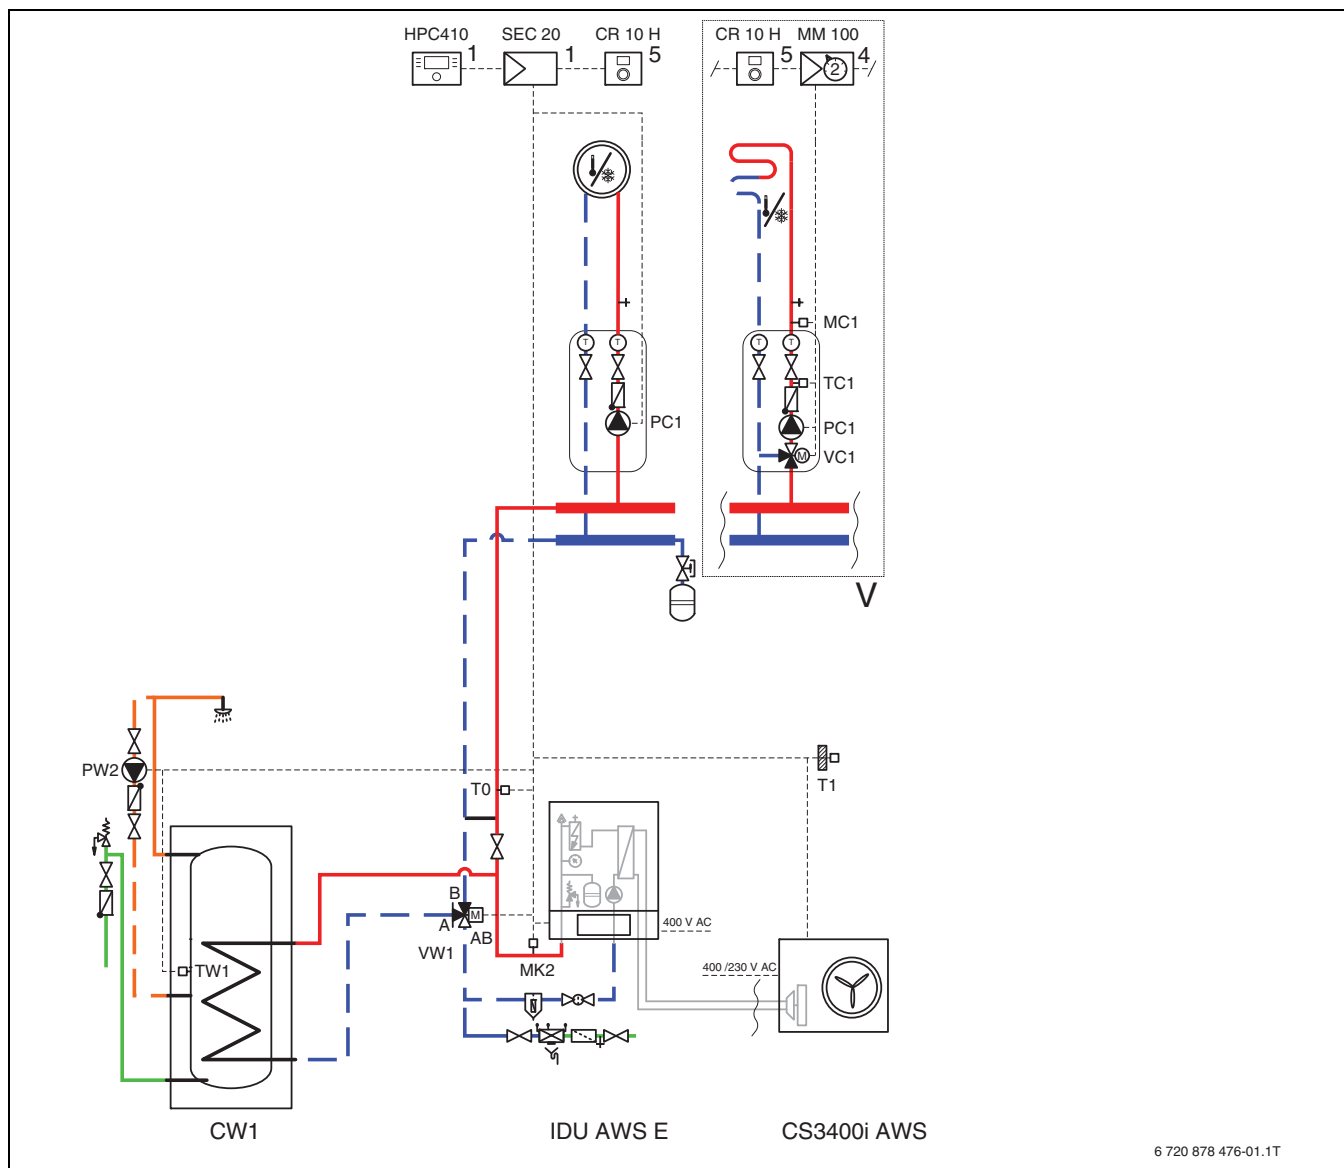 HPC410 SEC 20 CR 10 H CR 10 H MM 100
1 1 5 5 4
2
T T T T
MC1
TC1
PC1 PC1
M VC1
V
PW2
T0 T1
B
A M
AB
VW1
400 V AC
TW1 MK2
400 /230 V AC
CW1 IDU AWS E CS3400i AWS
6 720 878 476-01.1T